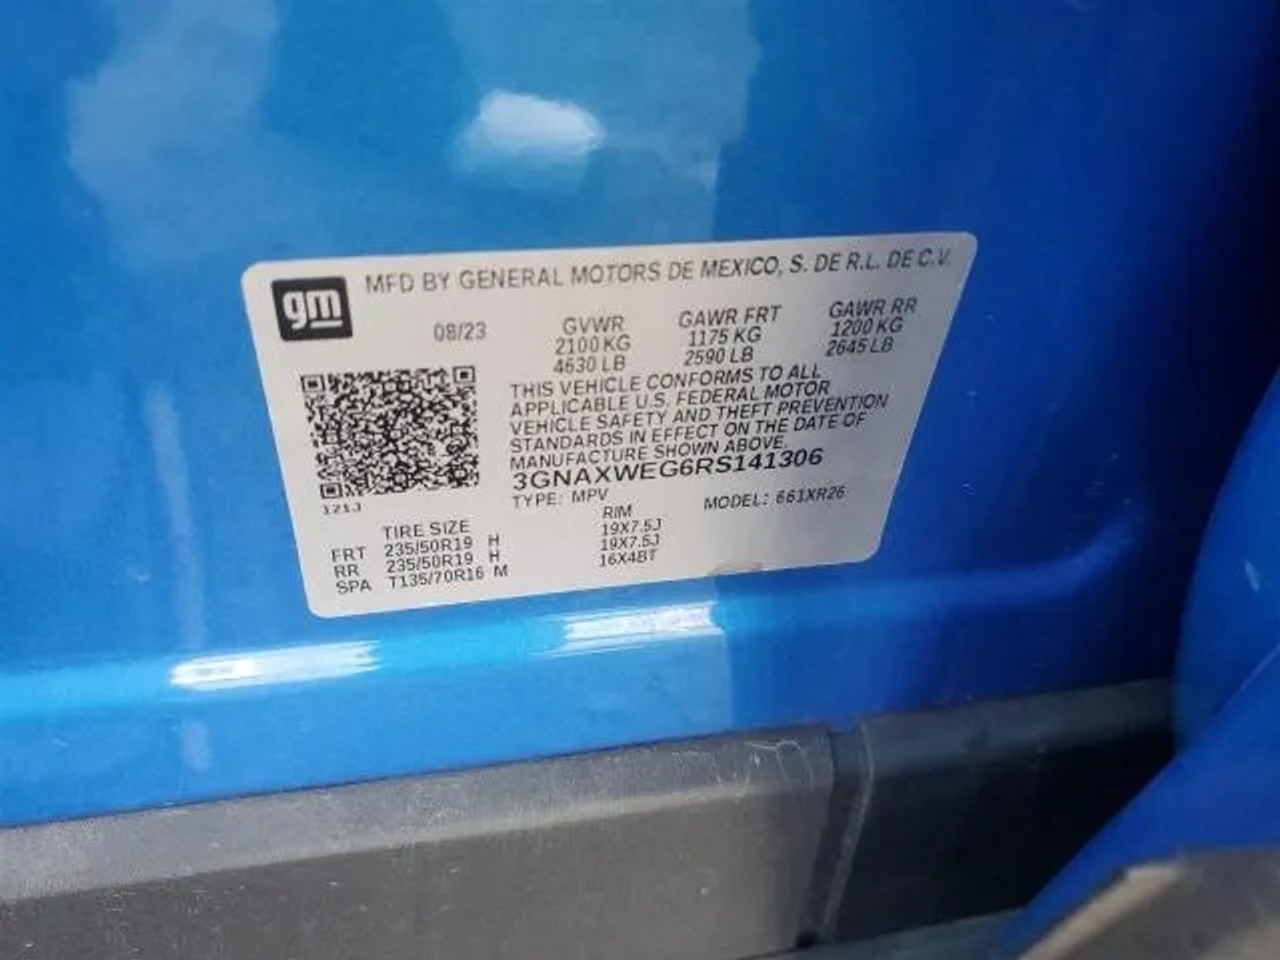 gm
MFD BY GENERAL MOTORS DE MEXICO, S. DE R.L. DE C.V.
08/23 GVWR GAWR FRT GAWR RR
2100 KG 1175 KG 1200 KG
4630 LB 2590 LB 2645 LB
THIS VEHICLE CONFORMS TO ALL
APPLICABLE U.S. FEDERAL MOTOR
VEHICLE SAFETY AND THEFT PREVENTION
STANDARDS IN EFFECT ON THE DATE OF
MANUFACTURE SHOWN ABOVE.
3GNAXWEG6RS141306
TYPE: MPV MODEL: 661XR26
121J
TIRE SIZE RIM
FRT 235/50R19 H 19X7.5J
RR 235/50R19 H 19X7.5J
SPA T135/70R16 M 16X4BT